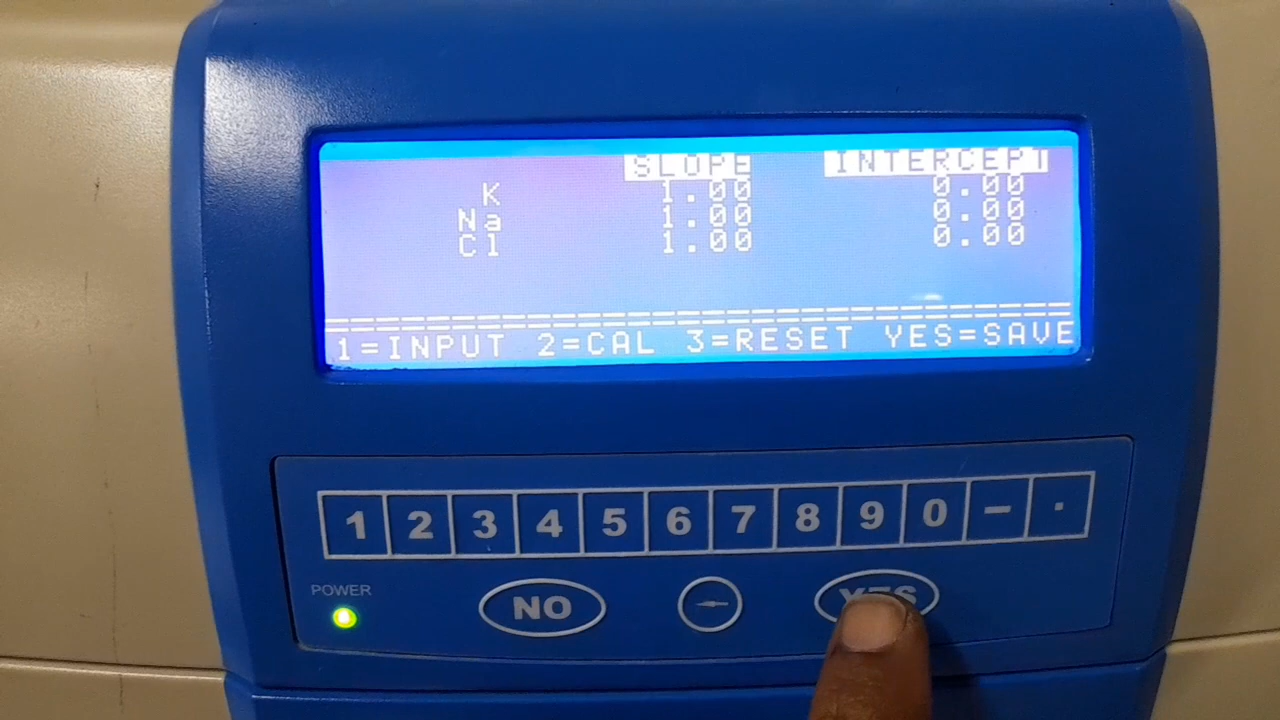 SLOPE INTERCEPT
K 1.00 0.00
Na 1.00 0.00
Cl 1.00 0.00
1=INPUT 2=CAL 3=RESET YES=SAVE
1 2 3 4 5 6 7 8 9 0 - .
POWER
NO ← YES